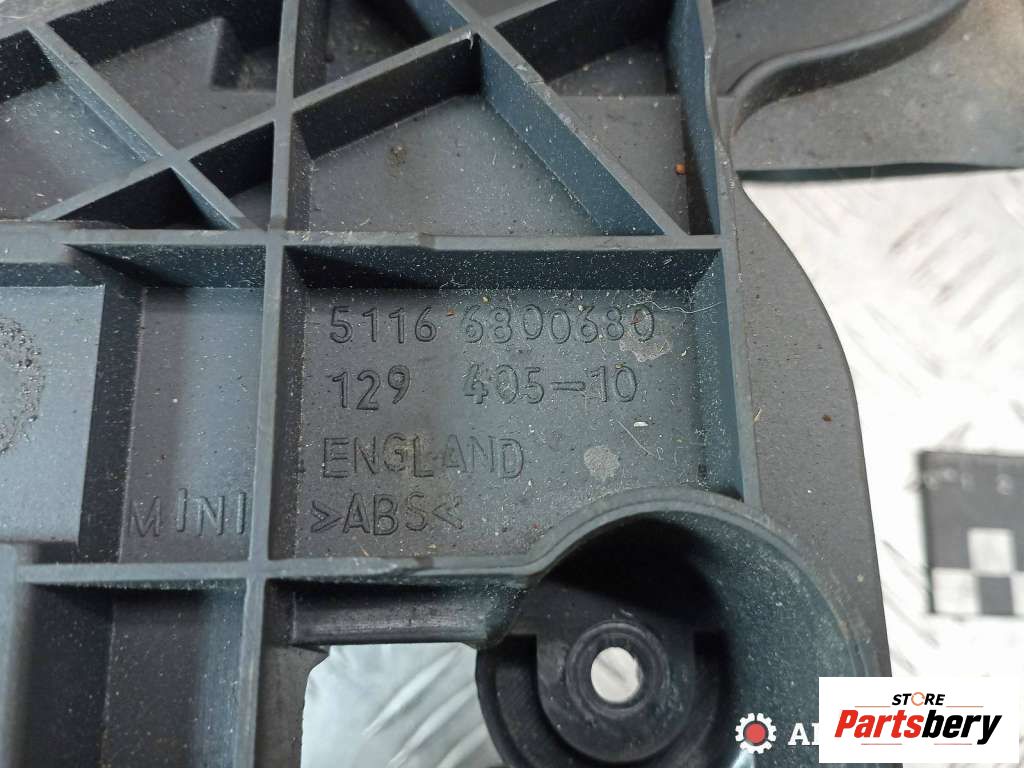 5116 6800680
129 405-10
ENGLAND
MINI >ABS<
STORE
Partsbery